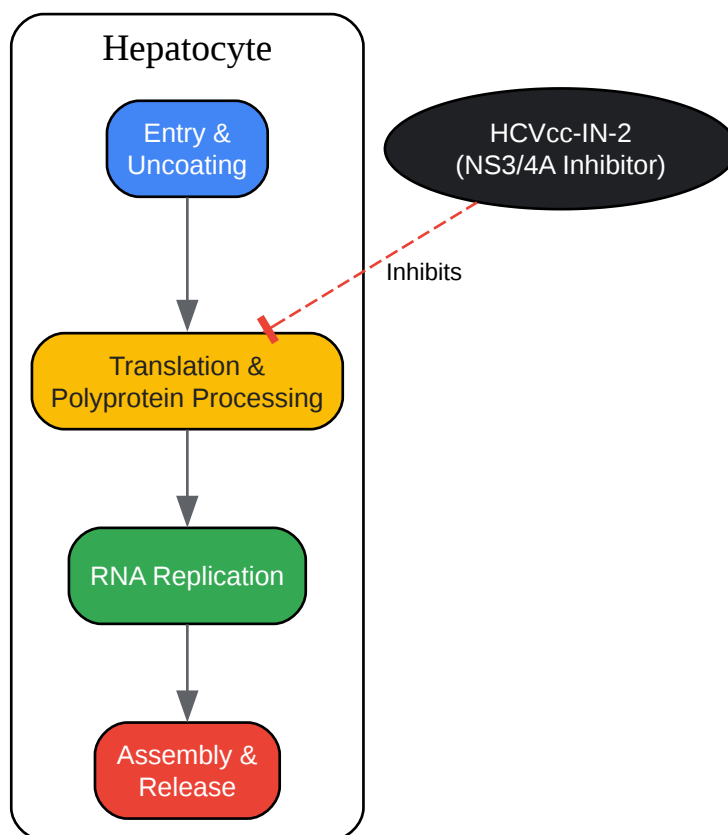 Hepatocyte
Entry &
Uncoating
HCVcc-IN-2
(NS3/4A Inhibitor)
Inhibits
Translation &
Polyprotein Processing
RNA Replication
Assembly &
Release